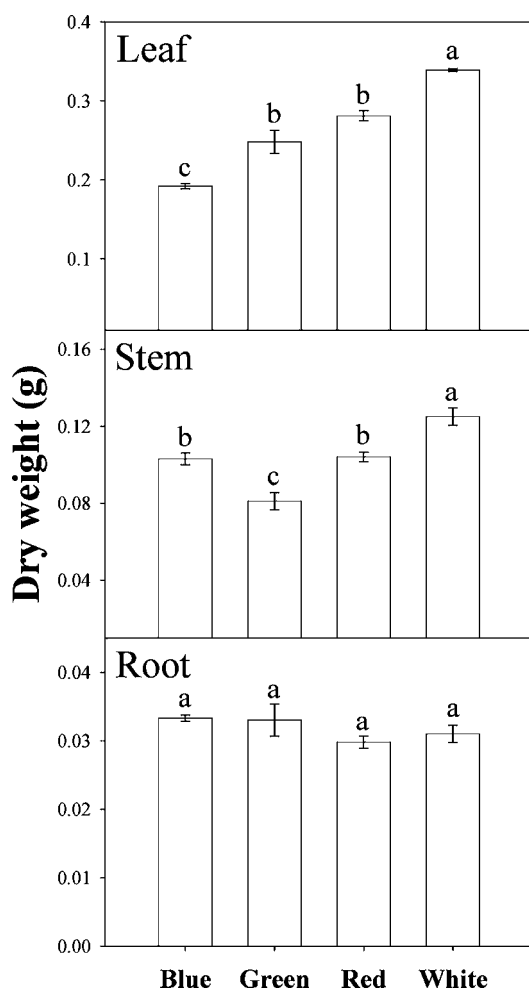 Dry weight (g)
0.4
Leaf
a
b
b
0.3
c
0.2
0.1
0.16
Stem
a
b
b
0.12
c
0.08
0.04
Root
0.04
a
a
a
a
0.03
0.02
0.01
0.00
Blue Green Red White